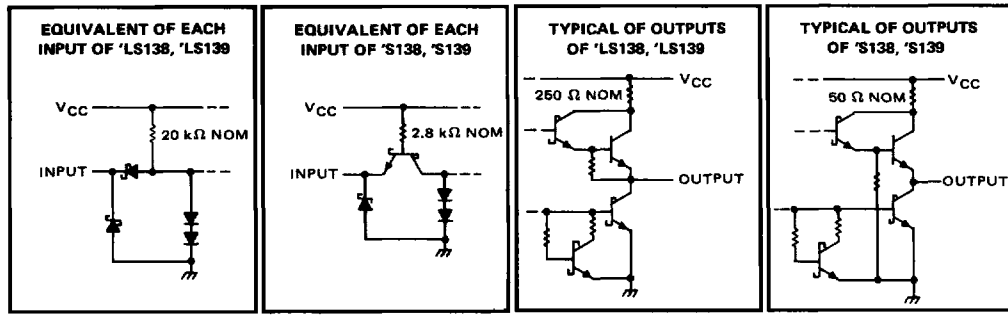 EQUIVALENT OF EACH
INPUT OF 'LS138, 'LS139
VCC
20 kΩ NOM
INPUT
EQUIVALENT OF EACH
INPUT OF 'S138, 'S139
VCC
2.8 kΩ NOM
INPUT
TYPICAL OF OUTPUTS
OF 'LS138, 'LS139
VCC
250 Ω NOM
OUTPUT
TYPICAL OF OUTPUTS
OF 'S138, 'S139
VCC
50 Ω NOM
OUTPUT